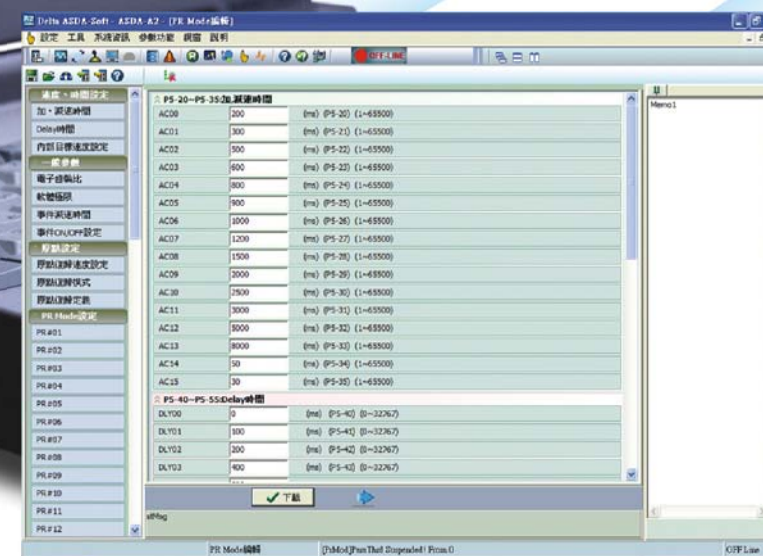 Delta ASDA-Soft - ASDA-A2 - [PR Mode編輯]
設定 工具 系統資訊 參數功能 視窗 說明
OFF-LINE
速度、時間設定
加、減速時間
Delay時間
內部目標速度設定
一般參數
電子齒輪比
軟體極限
事件減速時間
事件ON/OFF設定
原點設定
原點復歸速度設定
原點復歸模式
原點復歸定義
PR Mode設定
PR#01
PR#02
PR#03
PR#04
PR#05
PR#06
PR#07
PR#08
PR#09
PR#10
PR#11
PR#12
P5-20~P5-35:加.減速時間
AC00 200 (ms) (P5-20) (1~65500)
AC01 300 (ms) (P5-21) (1~65500)
AC02 500 (ms) (P5-22) (1~65500)
AC03 600 (ms) (P5-23) (1~65500)
AC04 800 (ms) (P5-24) (1~65500)
AC05 900 (ms) (P5-25) (1~65500)
AC06 1000 (ms) (P5-26) (1~65500)
AC07 1200 (ms) (P5-27) (1~65500)
AC08 1500 (ms) (P5-28) (1~65500)
AC09 2000 (ms) (P5-29) (1~65500)
AC10 2500 (ms) (P5-30) (1~65500)
AC11 3000 (ms) (P5-31) (1~65500)
AC12 5000 (ms) (P5-32) (1~65500)
AC13 8000 (ms) (P5-33) (1~65500)
AC14 50 (ms) (P5-34) (1~65500)
AC15 30 (ms) (P5-35) (1~65500)
P5-40~P5-55:Delay時間
DLY00 0 (ms) (P5-40) (0~32767)
DLY01 100 (ms) (P5-41) (0~32767)
DLY02 200 (ms) (P5-42) (0~32767)
DLY03 400 (ms) (P5-43) (0~32767)
下載
stMsg
Memo1
PR Mode編輯 [PrMod]PrunThrd Suspended! From:0 OFF Line